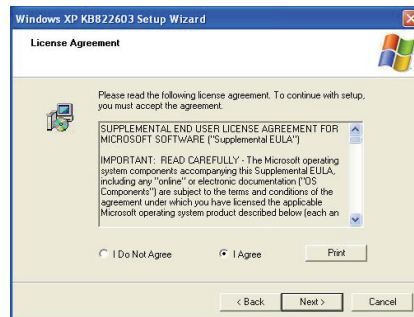 Windows XP KB822603 Setup Wizard
License Agreement
Please read the following license agreement. To continue with setup,
you must accept the agreement.
SUPPLEMENTAL END USER LICENSE AGREEMENT FOR
MICROSOFT SOFTWARE ("Supplemental EULA")
IMPORTANT: READ CAREFULLY - The Microsoft operating
system components accompanying this Supplemental EULA,
including any "online" or electronic documentation ("OS
Components") are subject to the terms and conditions of the
agreement under which you have licensed the applicable
Microsoft operating system product described below (each an
I Do Not Agree I Agree Print
< Back Next > Cancel